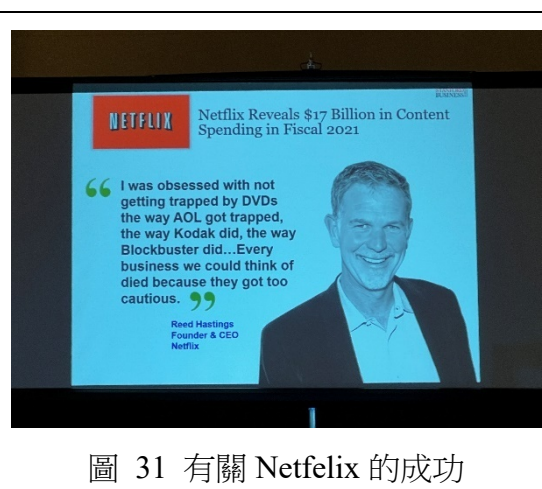 NETFLIX
Netflix Reveals $17 Billion in Content
Spending in Fiscal 2021
“ I was obsessed with not
getting trapped by DVDs
the way AOL got trapped,
the way Kodak did, the way
Blockbuster did...Every
business we could think of
died because they got too
cautious. ”
Reed Hastings
Founder & CEO
Netflix
圖 31 有關 Netfelix 的成功